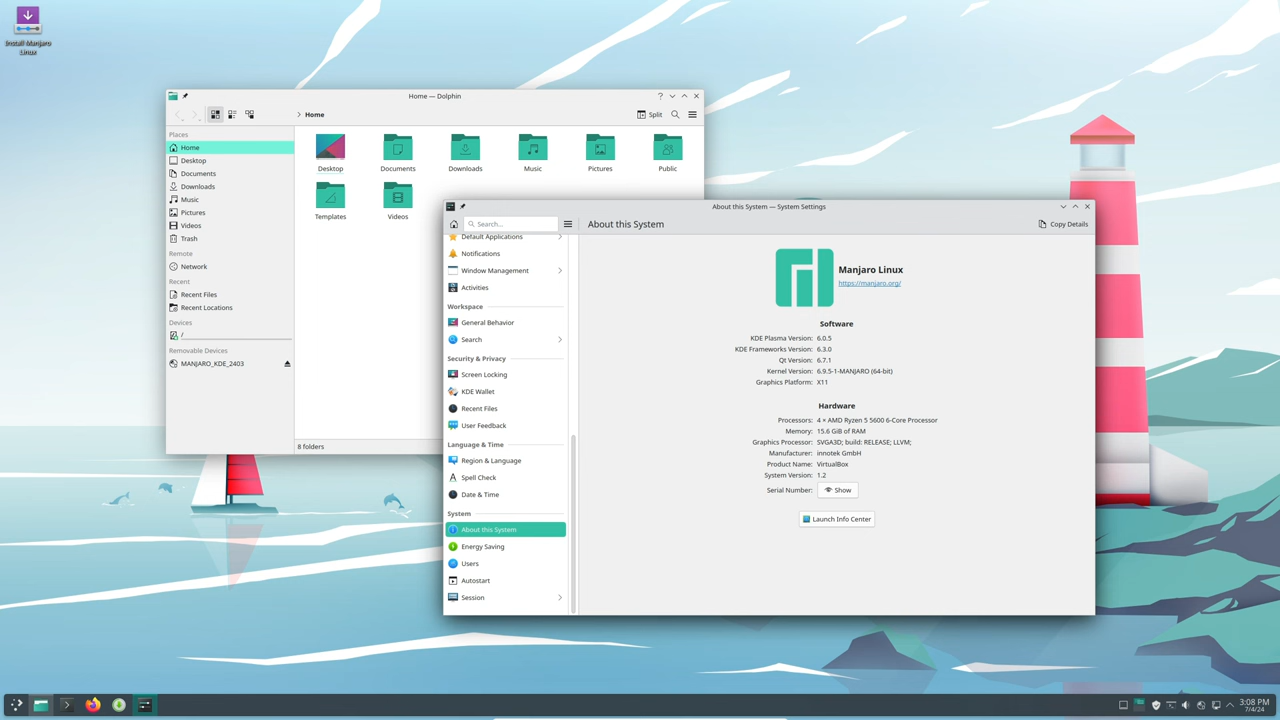 Install Manjaro
Linux
Home — Dolphin
Home
Split
Places
Home
Desktop
Documents
Downloads
Music
Pictures
Videos
Trash
Remote
Network
Recent
Recent Files
Recent Locations
Devices
/
Removable Devices
MANJARO_KDE_2403
Desktop
Documents
Downloads
Music
Pictures
Public
Templates
Videos
8 folders
About this System — System Settings
Search...
About this System
Copy Details
Default Applications
Notifications
Window Management
Activities
Workspace
General Behavior
Search
Security & Privacy
Screen Locking
KDE Wallet
Recent Files
User Feedback
Language & Time
Region & Language
Spell Check
Date & Time
System
About this System
Energy Saving
Users
Autostart
Session
Manjaro Linux
https://manjaro.org/
Software
KDE Plasma Version: 6.0.5
KDE Frameworks Version: 6.3.0
Qt Version: 6.7.1
Kernel Version: 6.9.5-1-MANJARO (64-bit)
Graphics Platform: X11
Hardware
Processors: 4 × AMD Ryzen 5 5600 6-Core Processor
Memory: 15.6 GiB of RAM
Graphics Processor: SVGA3D; build: RELEASE; LLVM;
Manufacturer: innotek GmbH
Product Name: VirtualBox
System Version: 1.2
Serial Number: Show
Launch Info Center
3:08 PM
7/4/24